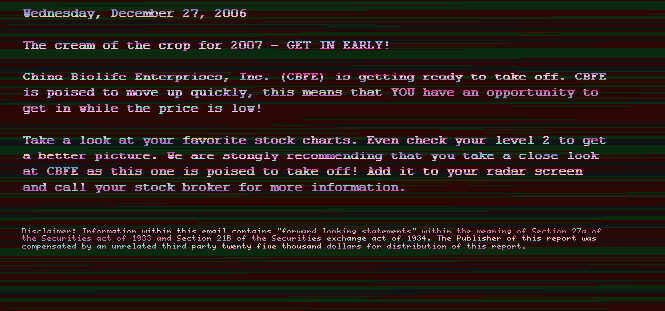 Wednesday, December 27, 2006
The cream of the crop for 2007 - GET IN EARLY!
China Biolife Enterprises, Inc. (CBFE) is getting ready to take off. CBFE
is poised to move up quickly, this means that YOU have an opportunity to
get in while the price is low!
Take a look at your favorite stock charts. Even check your level 2 to get
a better picture. We are stongly recommending that you take a close look
at CBFE as this one is poised to take off! Add it to your radar screen
and call your stock broker for more information.
Disclaimer: Information within this email contains "forward looking statements" within the meaning of Section 27a of
the Securities act of 1933 and Section 21B of the Securities exchange act of 1934. The Publisher of this report was
compensated by an unrelated third party twenty five thousand dollars for distribution of this report.